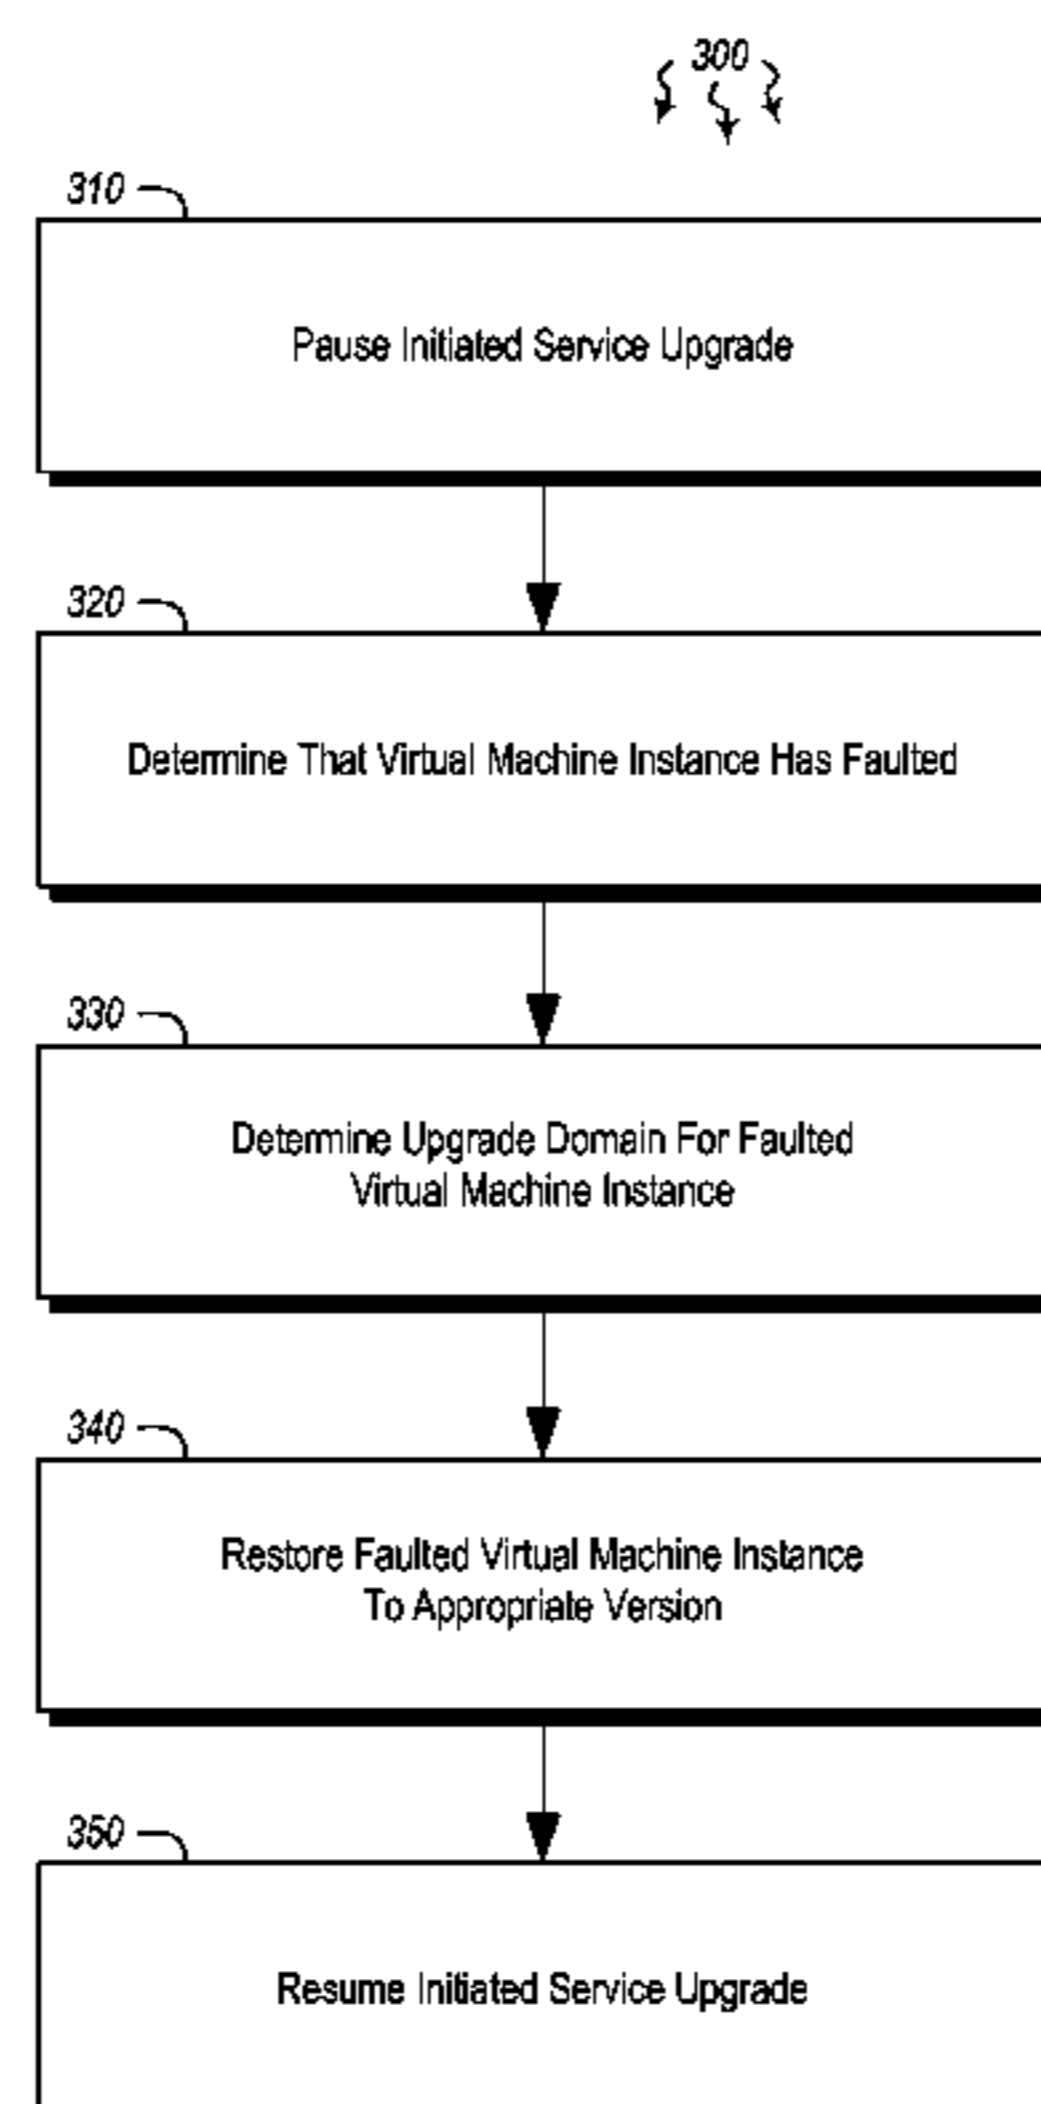 300
310
Pause Initiated Service Upgrade
320
Determine That Virtual Machine Instance Has Faulted
330
Determine Upgrade Domain For Faulted
Virtual Machine Instance
340
Restore Faulted Virtual Machine Instance
To Appropriate Version
350
Resume Initiated Service Upgrade